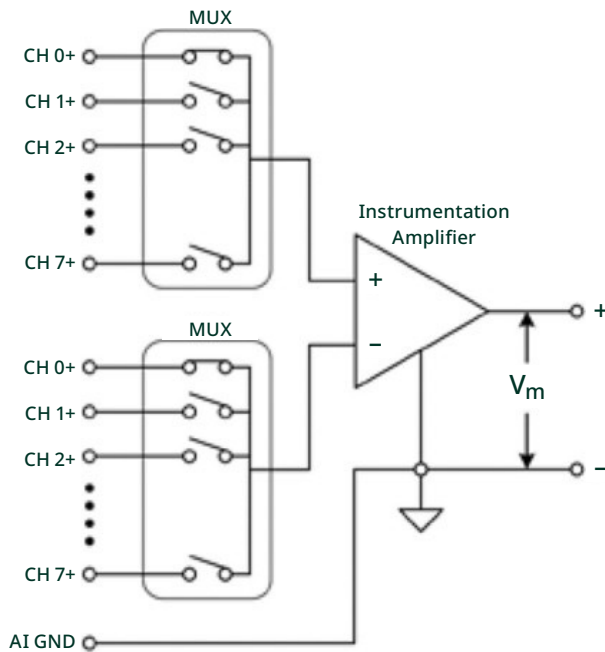 MUX
CH 0+
CH 1+
CH 2+
CH 7+
Instrumentation
Amplifier
+
−
+
Vm
−
MUX
CH 0+
CH 1+
CH 2+
CH 7+
AI GND